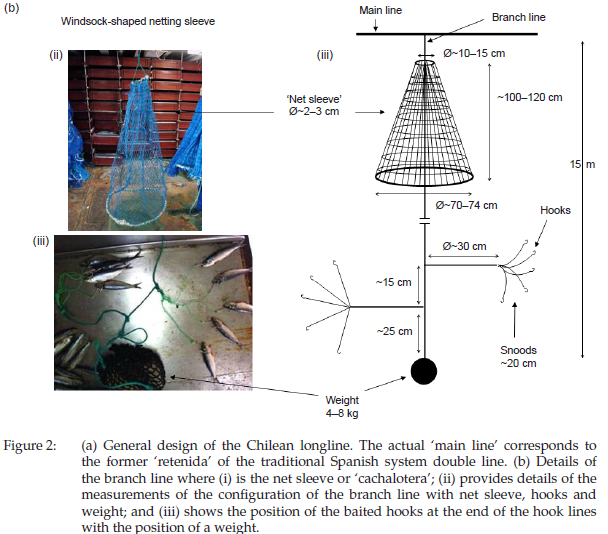 (b)
Windsock-shaped netting sleeve
(ii)
(iii)
Main line
Branch line
(iii)
Ø~10–15 cm
~100–120 cm
‘Net sleeve’
Ø~2–3 cm
15 m
Ø~70–74 cm
Hooks
Ø~30 cm
~15 cm
~25 cm
Snoods
~20 cm
Weight
4–8 kg
Figure 2: (a) General design of the Chilean longline. The actual ‘main line’ corresponds to
the former ‘retenida’ of the traditional Spanish system double line. (b) Details of
the branch line where (i) is the net sleeve or ‘cachalotera’; (ii) provides details of the
measurements of the configuration of the branch line with net sleeve, hooks and
weight; and (iii) shows the position of the baited hooks at the end of the hook lines
with the position of a weight.